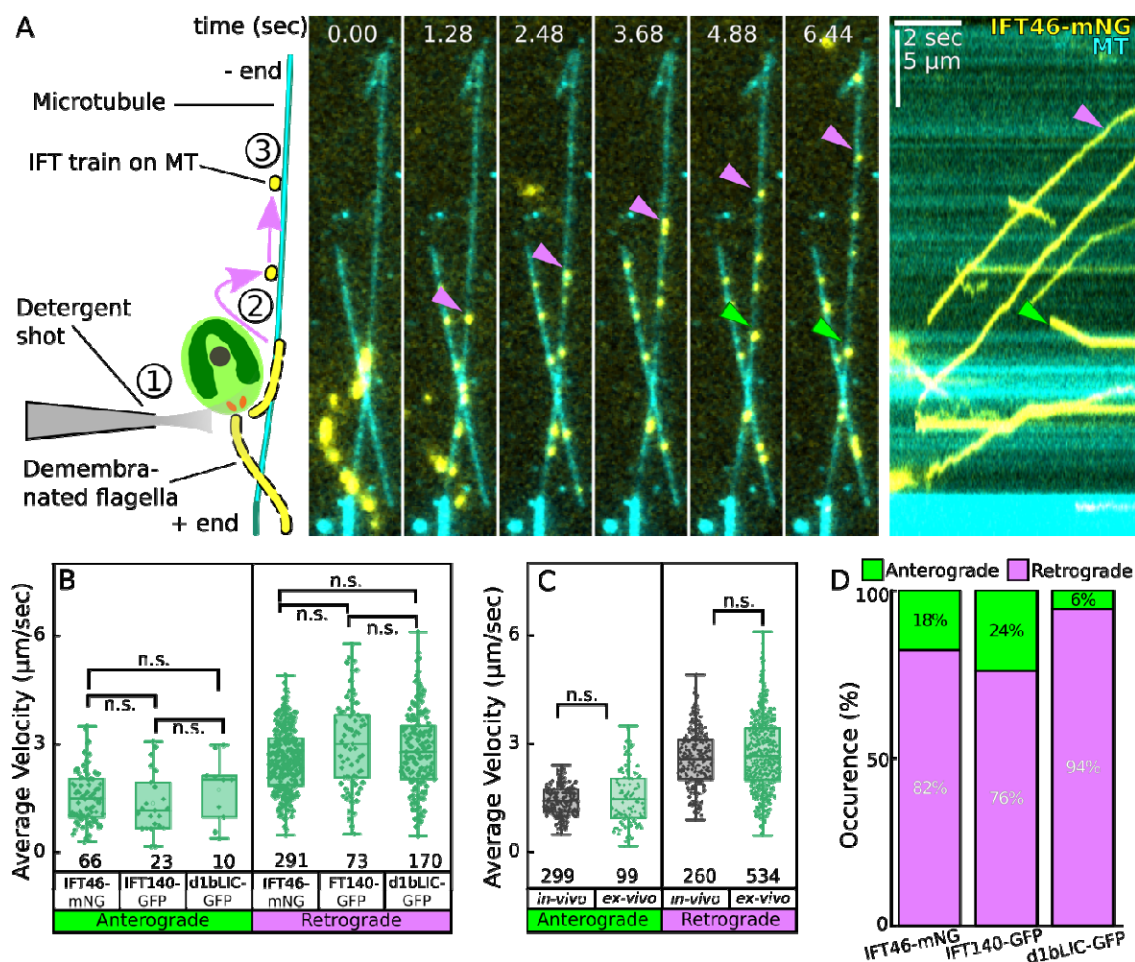 A
time (sec)
0.00
1.28
2.48
3.68
4.88
6.44
2 sec
5 µm
IFT46-mNG
MT
- end
Microtubule
IFT train on MT
3
2
Detergent
shot
1
Demembra-
nated flagella
+ end
B
Average Velocity (µm/sec)
6
3
0
n.s.
n.s.
n.s.
n.s.
n.s.
n.s.
66
23
10
291
73
170
IFT46-
mNG
IFT140-
GFP
d1bLIC-
GFP
IFT46-
mNG
FT140-
GFP
d1bLIC-
GFP
Anterograde
Retrograde
C
Average Velocity (µm/sec)
6
3
0
n.s.
n.s.
299
99
260
534
in-vivo
ex-vivo
in-vivo
ex-vivo
Anterograde
Retrograde
D
Anterograde
Retrograde
Occurence (%)
100
50
0
18%
24%
6%
82%
76%
94%
IFT46-mNG
IFT140-GFP
d1bLIC-GFP